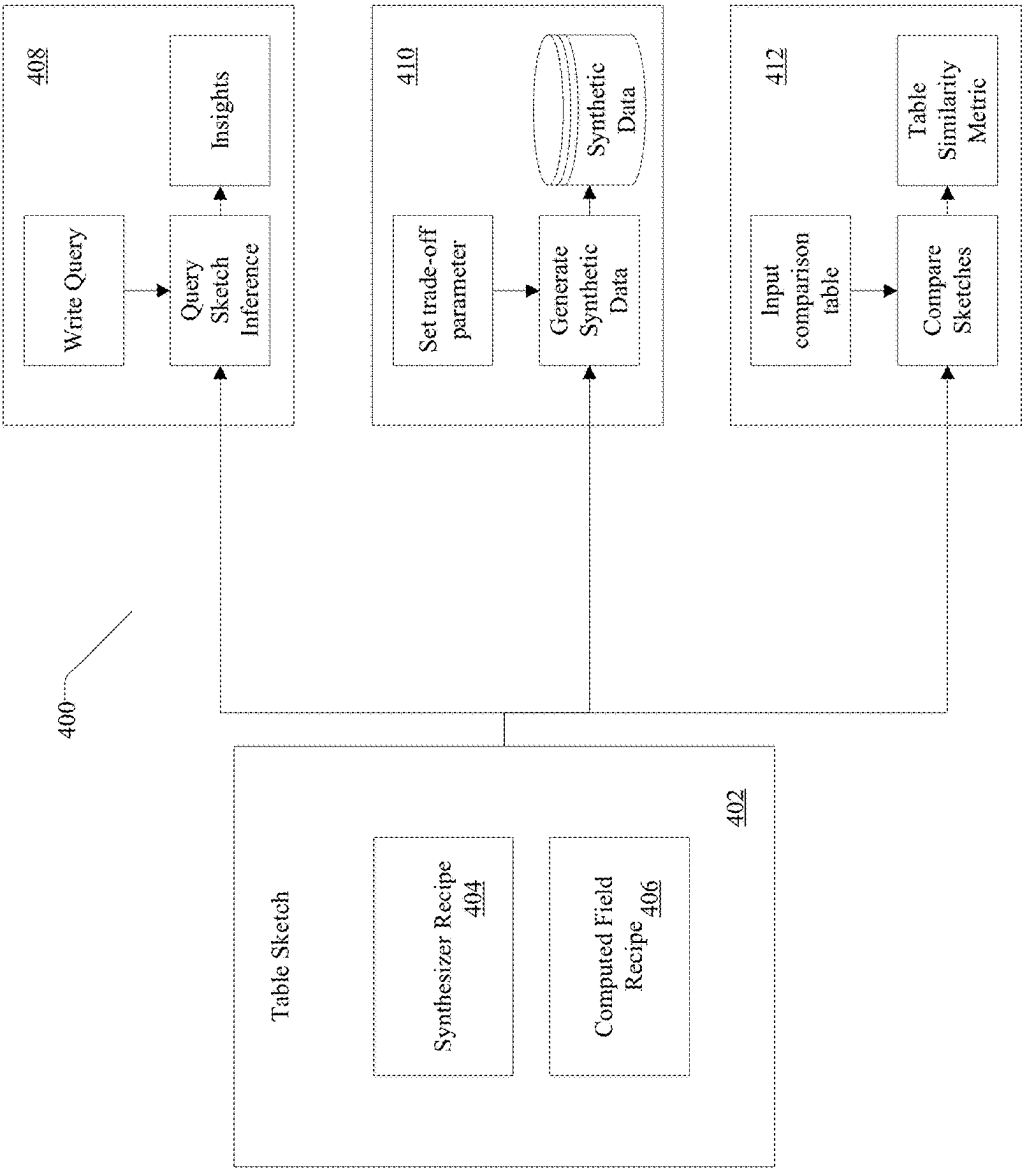 400
Table Sketch
Synthesizer Recipe
404
Computed Field
Recipe
406
402
408
Write Query
Query
Sketch
Inference
Insights
410
Set trade-off
parameter
Generate
Synthetic
Data
Synthetic
Data
412
Input
comparison
table
Compare
Sketches
Table
Similarity
Metric